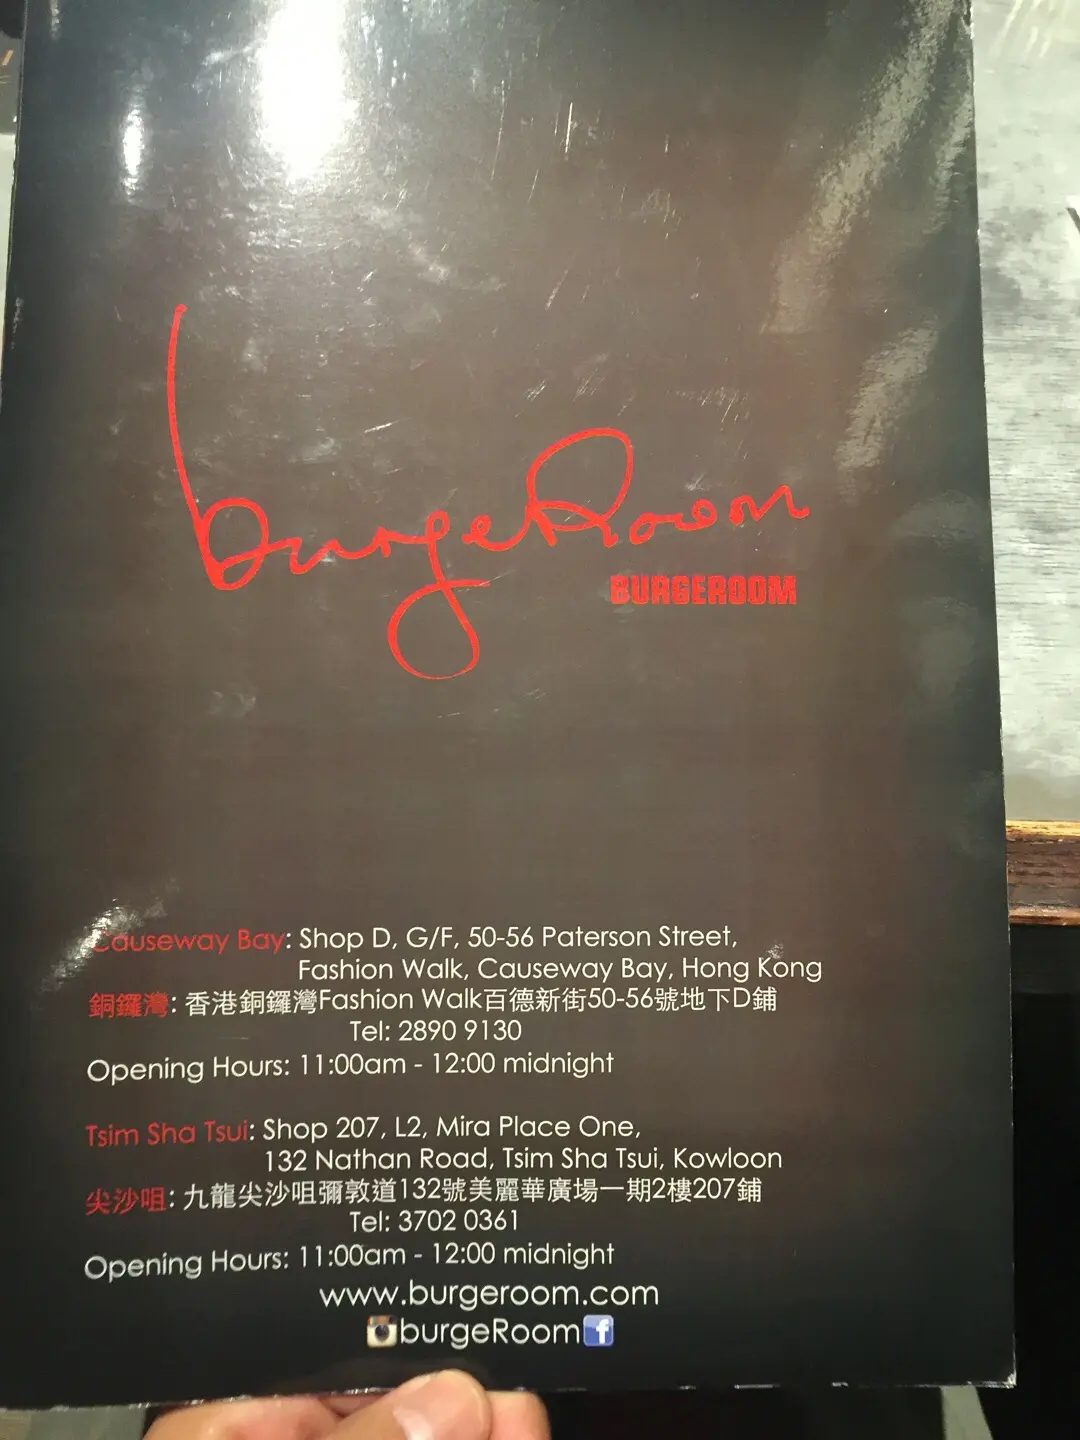 burgeRoom
BURGEROOM
Causeway Bay: Shop D, G/F, 50-56 Paterson Street,
Fashion Walk, Causeway Bay, Hong Kong
銅鑼灣: 香港銅鑼灣Fashion Walk百德新街50-56號地下D鋪
Tel: 2890 9130
Opening Hours: 11:00am - 12:00 midnight
Tsim Sha Tsui: Shop 207, L2, Mira Place One,
132 Nathan Road, Tsim Sha Tsui, Kowloon
尖沙咀: 九龍尖沙咀彌敦道132號美麗華廣場一期2樓207鋪
Tel: 3702 0361
Opening Hours: 11:00am - 12:00 midnight
www.burgeroom.com
burgeRoom f